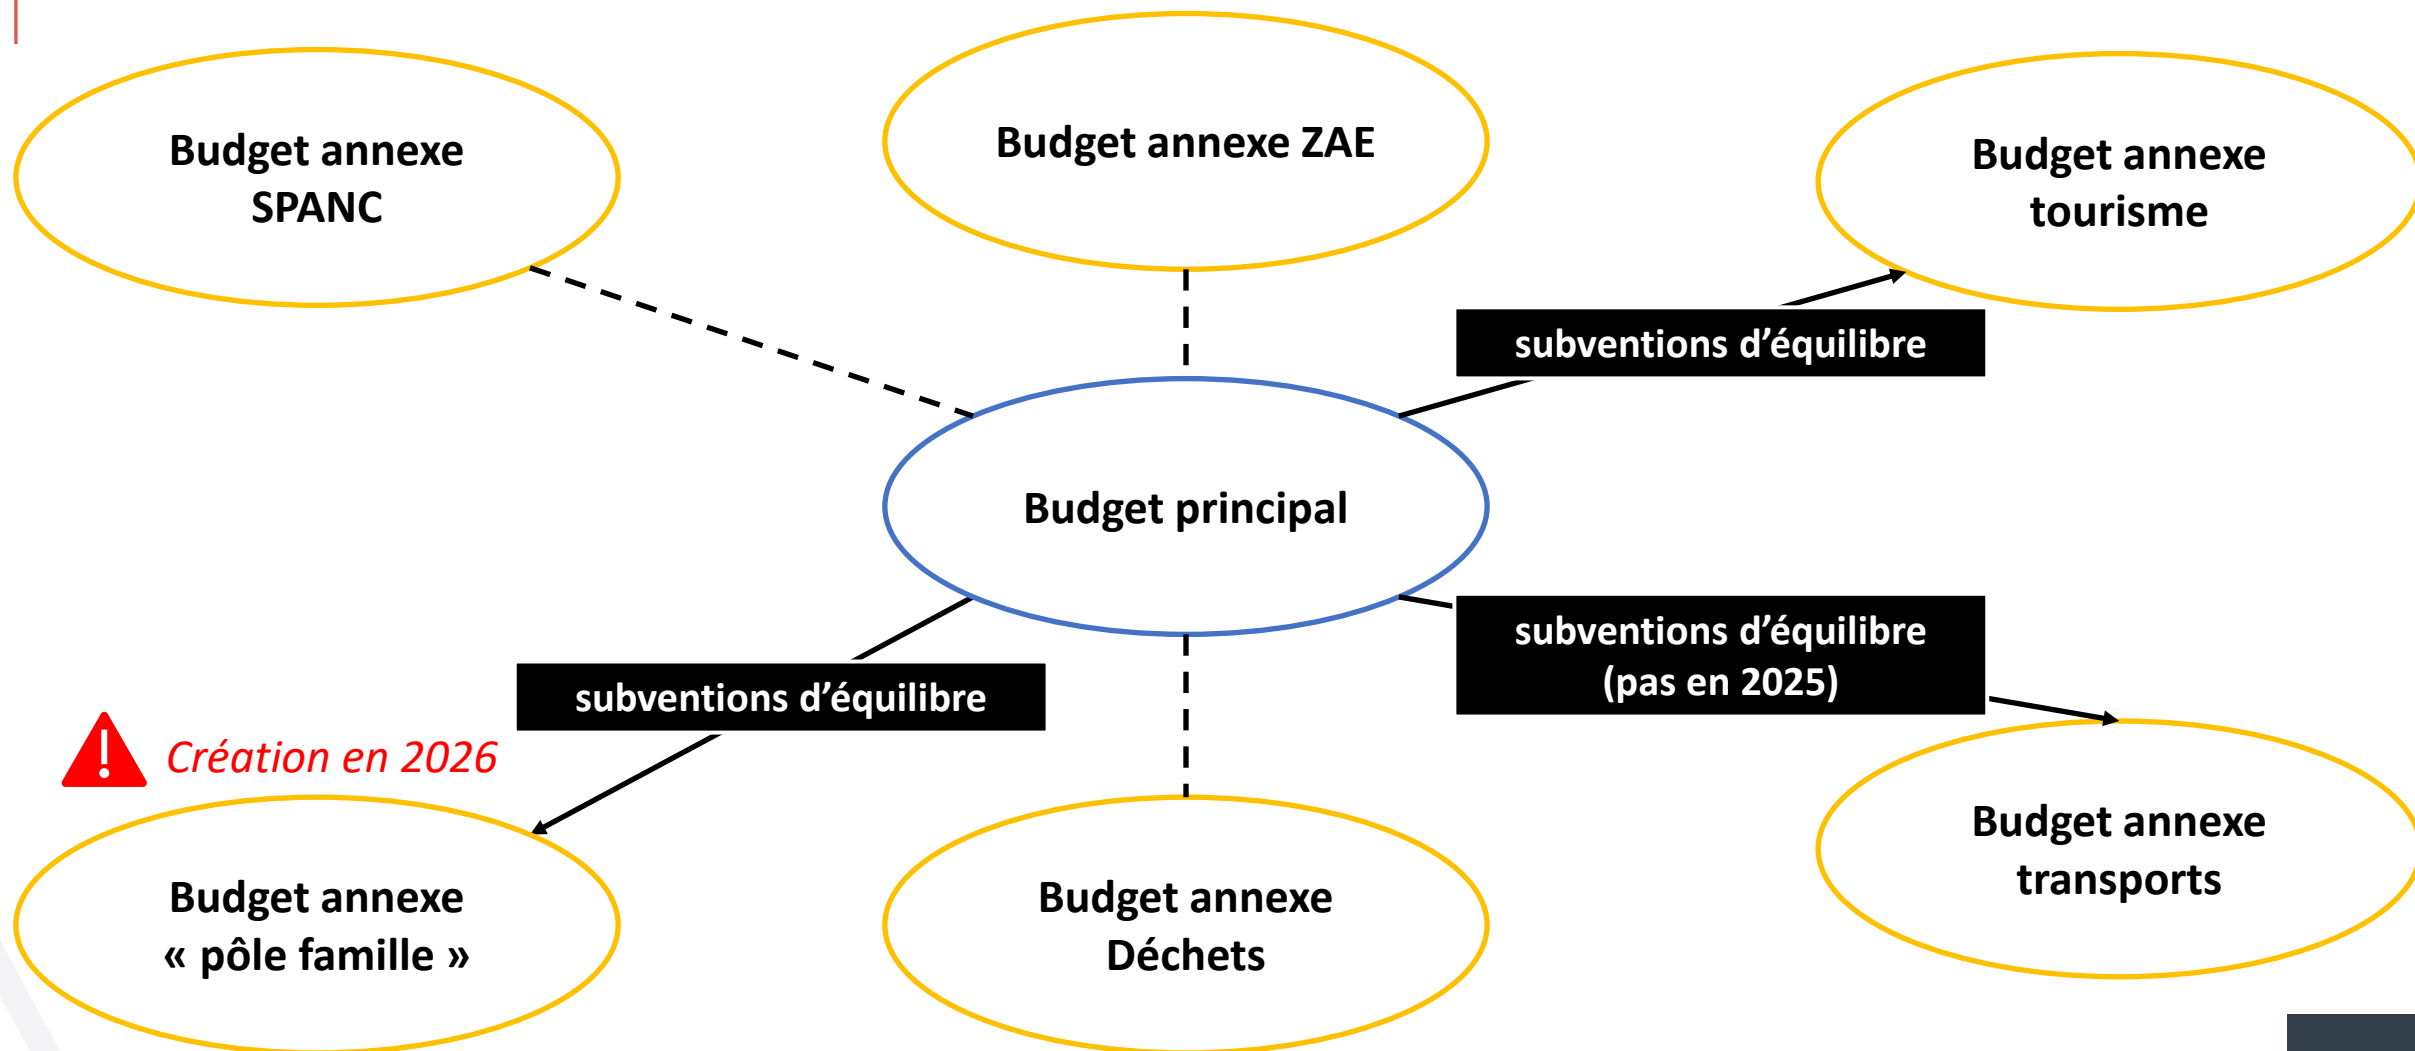 Budget annexe
SPANC
Budget annexe ZAE
Budget annexe
tourisme
subventions d’équilibre
Budget principal
subventions d’équilibre
(pas en 2025)
subventions d’équilibre
Création en 2026
Budget annexe
« pôle famille »
Budget annexe
Déchets
Budget annexe
transports